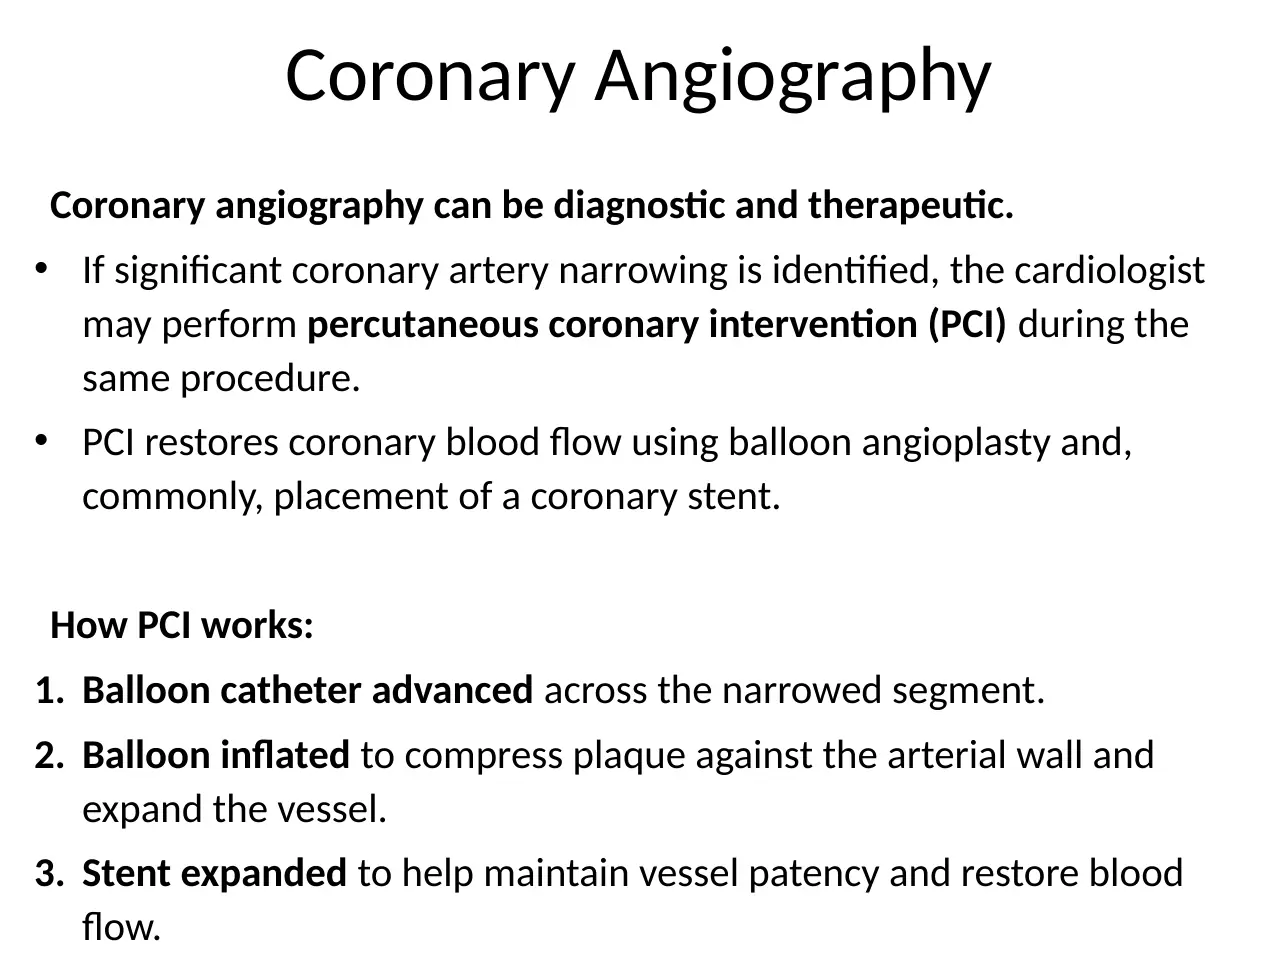 Coronary Angiography
Coronary angiography can be diagnostic and therapeutic.
• If significant coronary artery narrowing is identified, the cardiologist
may perform percutaneous coronary intervention (PCI) during the
same procedure.
• PCI restores coronary blood flow using balloon angioplasty and,
commonly, placement of a coronary stent.
How PCI works:
1. Balloon catheter advanced across the narrowed segment.
2. Balloon inflated to compress plaque against the arterial wall and
expand the vessel.
3. Stent expanded to help maintain vessel patency and restore blood
flow.